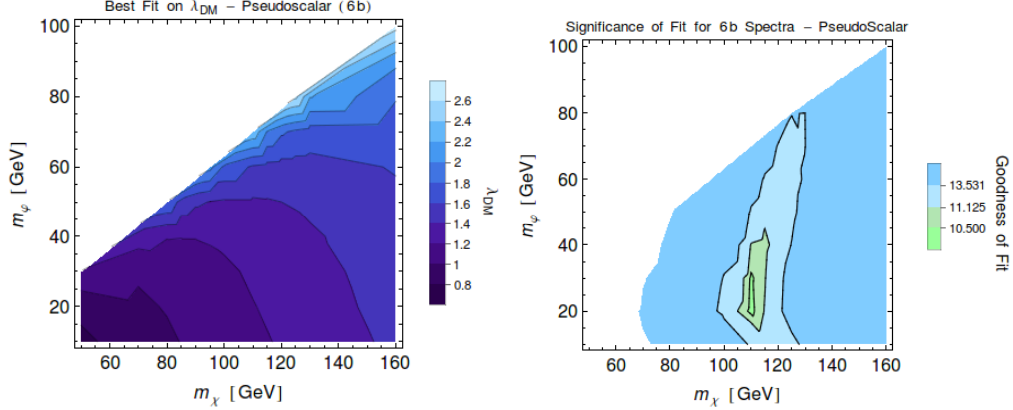 Best Fit on λDM – Pseudoscalar (6b)
100
80
60
40
20
mφ [GeV]
60 80 100 120 140 160
mχ [GeV]
2.6
2.4
2.2
2
1.8
1.6
1.4
1.2
1
0.8
λDM
Significance of Fit for 6b Spectra – PseudoScalar
100
80
60
40
20
mφ [GeV]
40 60 80 100 120 140 160
mχ [GeV]
13.531
11.125
10.500
Goodness of Fit